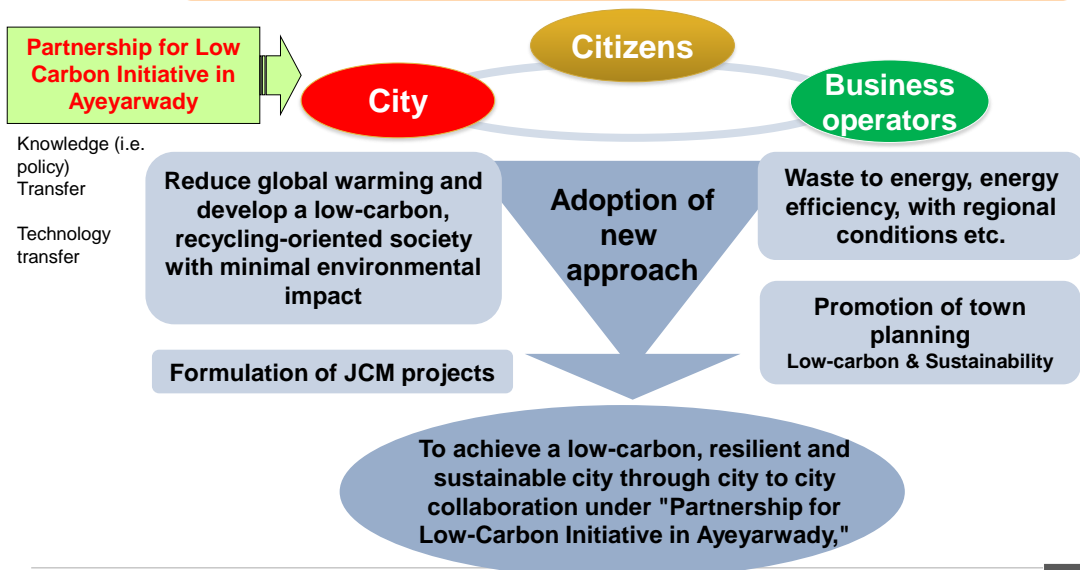 Partnership for Low
Carbon Initiative in
Ayeyarwady
Citizens
City
Business
operators
Knowledge (i.e.
policy)
Transfer
Technology
transfer
Reduce global warming and
develop a low-carbon,
recycling-oriented society
with minimal environmental
impact
Adoption of
new
approach
Waste to energy, energy
efficiency, with regional
conditions etc.
Promotion of town
planning
Low-carbon & Sustainability
Formulation of JCM projects
To achieve a low-carbon, resilient and
sustainable city through city to city
collaboration under "Partnership for
Low-Carbon Initiative in Ayeyarwady,"